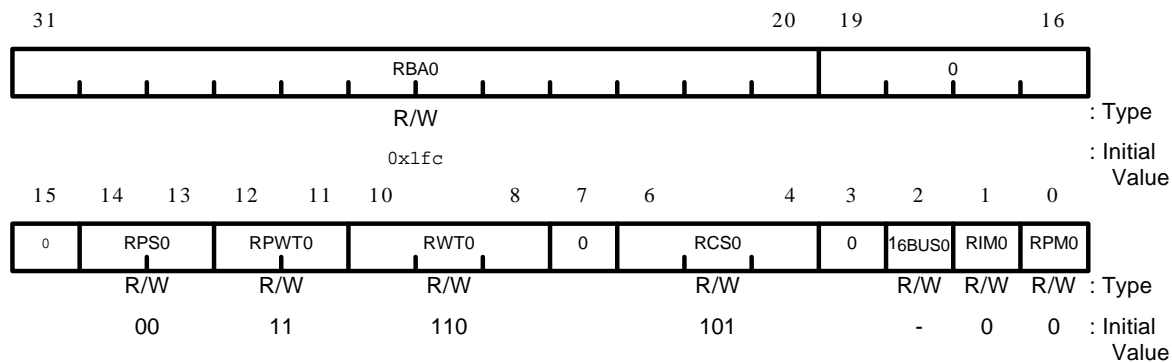 31 20 19 16
RBA0 0
R/W : Type
0x1fc : Initial
Value
15 14 13 12 11 10 8 7 6 4 3 2 1 0
0 RPS0 RPWT0 RWT0 0 RCS0 0 16BUS0 RIM0 RPM0
R/W R/W R/W R/W R/W R/W R/W : Type
00 11 110 101 - 0 0 : Initial
Value